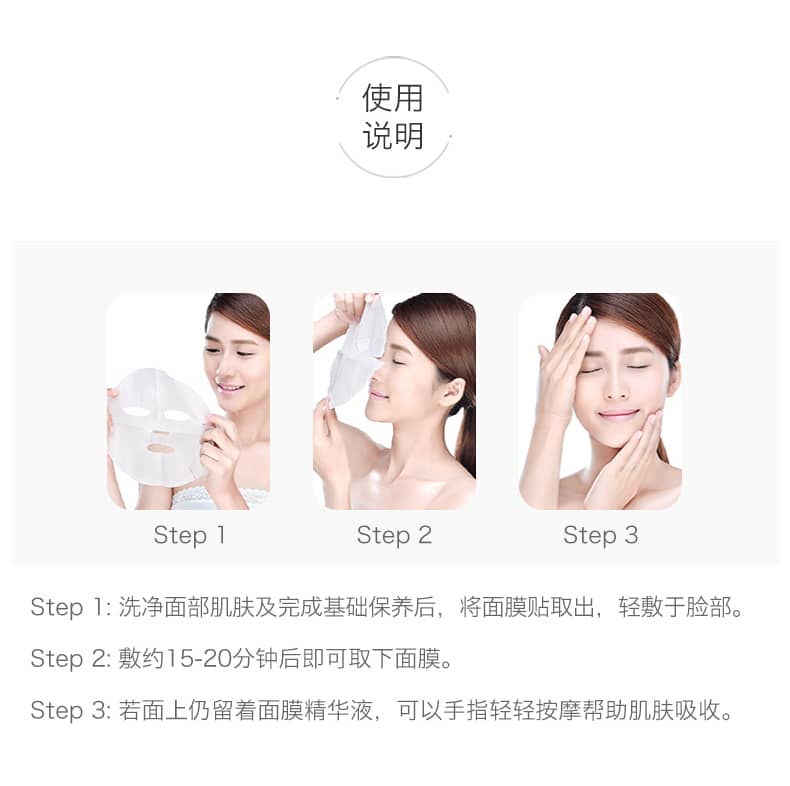 使用
说明
Step 1
Step 2
Step 3
Step 1: 洗净面部肌肤及完成基础保养后，将面膜贴取出，轻敷于脸部。
Step 2: 敷约15-20分钟后即可取下面膜。
Step 3: 若面上仍留着面膜精华液，可以手指轻轻按摩帮助肌肤吸收。